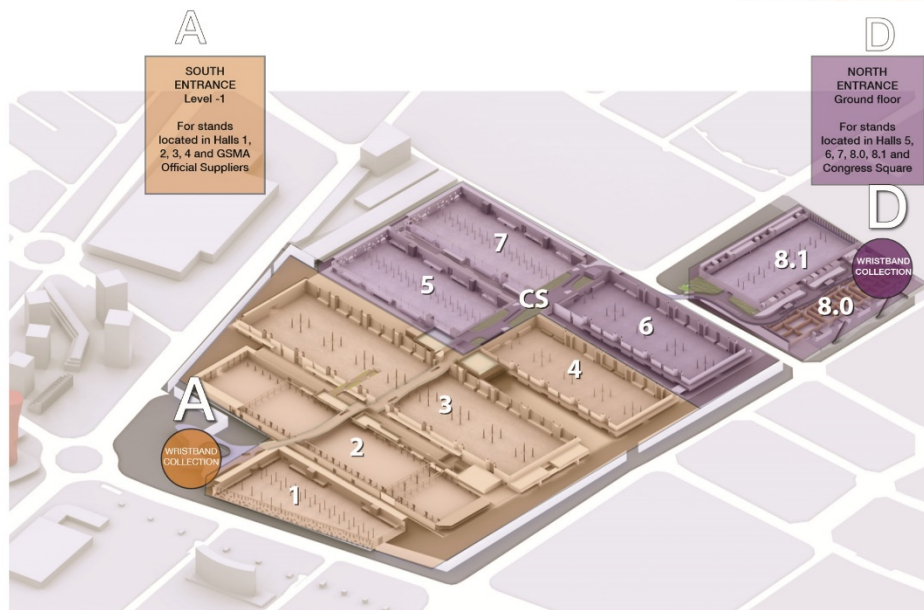 A
SOUTH
ENTRANCE
Level -1
For stands
located in Halls 1,
2, 3, 4 and GSMA
Official Suppliers
D
NORTH
ENTRANCE
Ground floor
For stands
located in Halls 5,
6, 7, 8.0, 8.1 and
Congress Square
D
WRISTBAND
COLLECTION
7
8.1
5
CS
8.0
6
4
A
3
WRISTBAND
COLLECTION
2
1